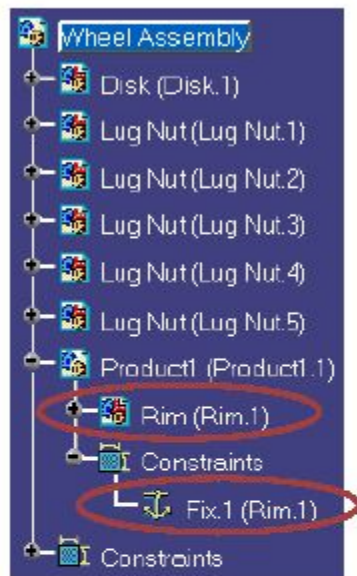 Wheel Assembly
Disk (Disk.1)
Lug Nut (Lug Nut.1)
Lug Nut (Lug Nut.2)
Lug Nut (Lug Nut.3)
Lug Nut (Lug Nut.4)
Lug Nut (Lug Nut.5)
Product1 (Product1.1)
Rim (Rim.1)
Constraints
Fix.1 (Rim.1)
Constraints